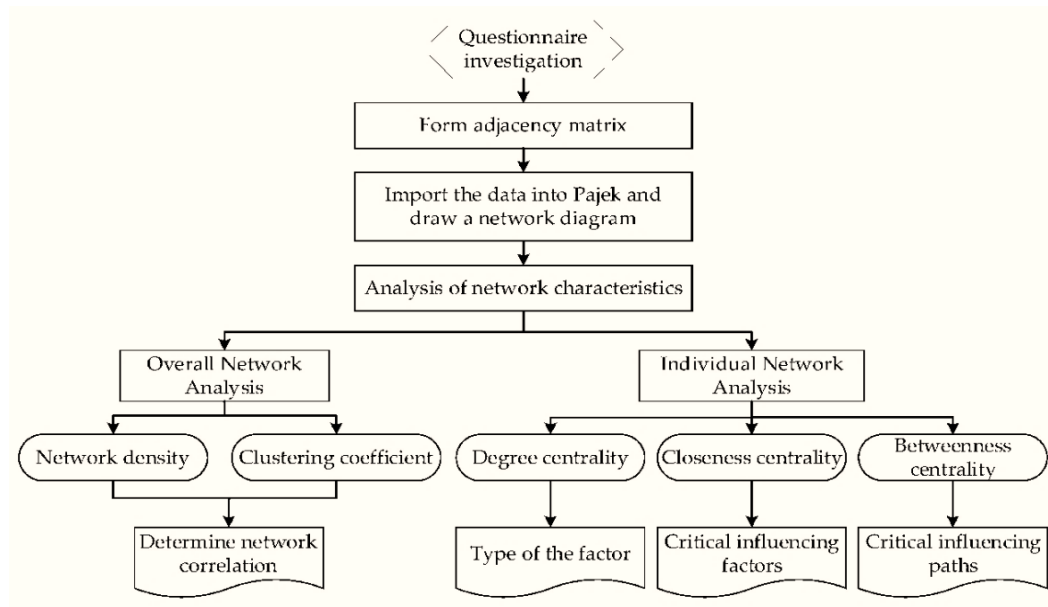 Questionnaire
investigation
Form adjacency matrix
Import the data into Pajek and
draw a network diagram
Analysis of network characteristics
Overall Network
Analysis
Individual Network
Analysis
Network density
Clustering coefficient
Degree centrality
Closeness centrality
Betweenness
centrality
Determine network
correlation
Type of the factor
Critical influencing
factors
Critical influencing
paths